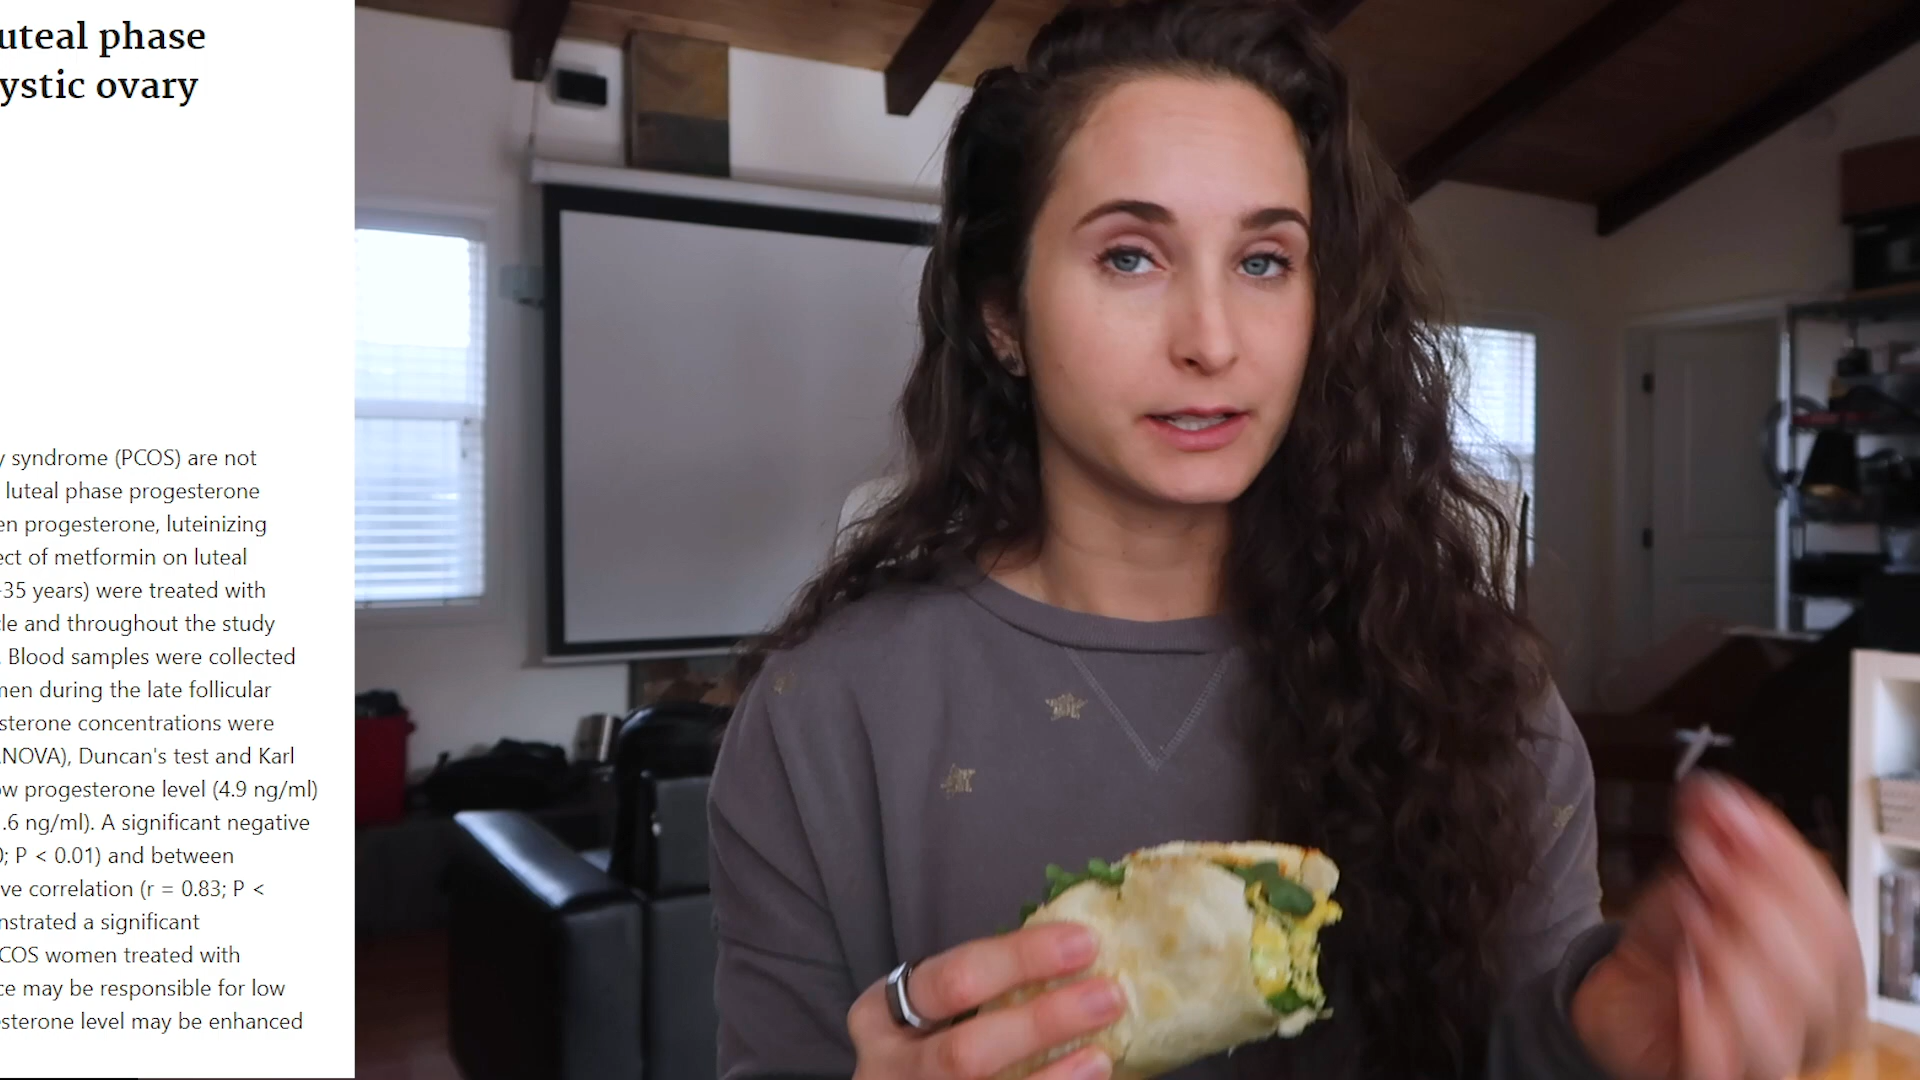 uteal phase
ystic ovary
y syndrome (PCOS) are not
luteal phase progesterone
en progesterone, luteinizing
ect of metformin on luteal
-35 years) were treated with
le and throughout the study
. Blood samples were collected
men during the late follicular
sterone concentrations were
NOVA), Duncan's test and Karl
ow progesterone level (4.9 ng/ml)
.6 ng/ml). A significant negative
0; P < 0.01) and between
ve correlation (r = 0.83; P <
nstrated a significant
COS women treated with
ce may be responsible for low
esterone level may be enhanced